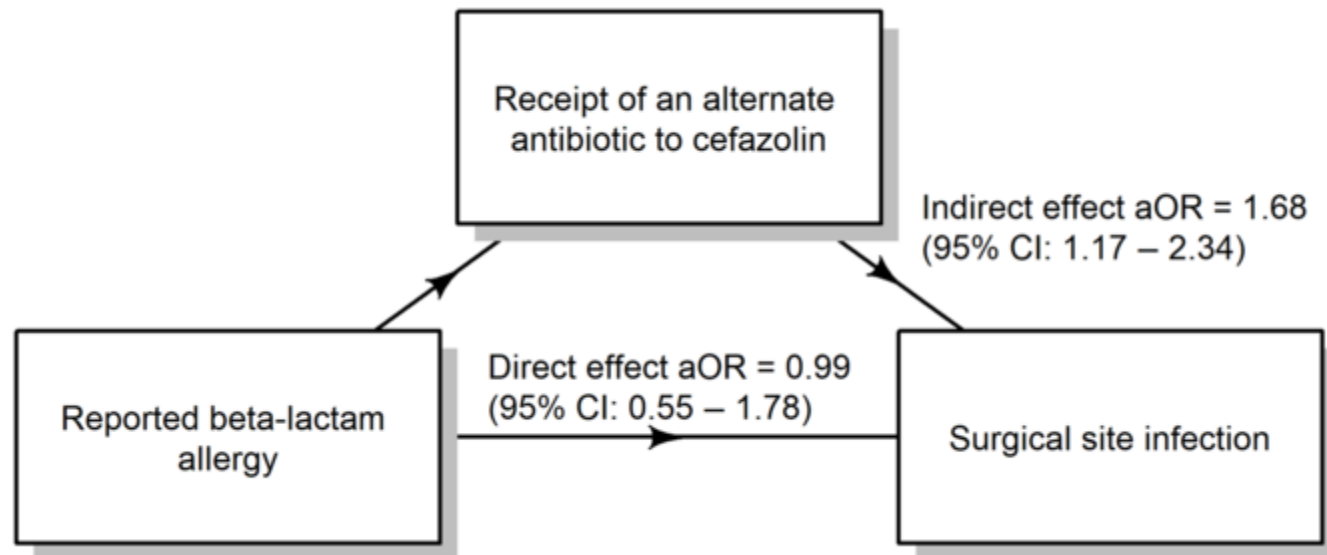 Receipt of an alternate
antibiotic to cefazolin
Indirect effect aOR = 1.68
(95% CI: 1.17 – 2.34)
Direct effect aOR = 0.99
(95% CI: 0.55 – 1.78)
Reported beta-lactam
allergy
Surgical site infection